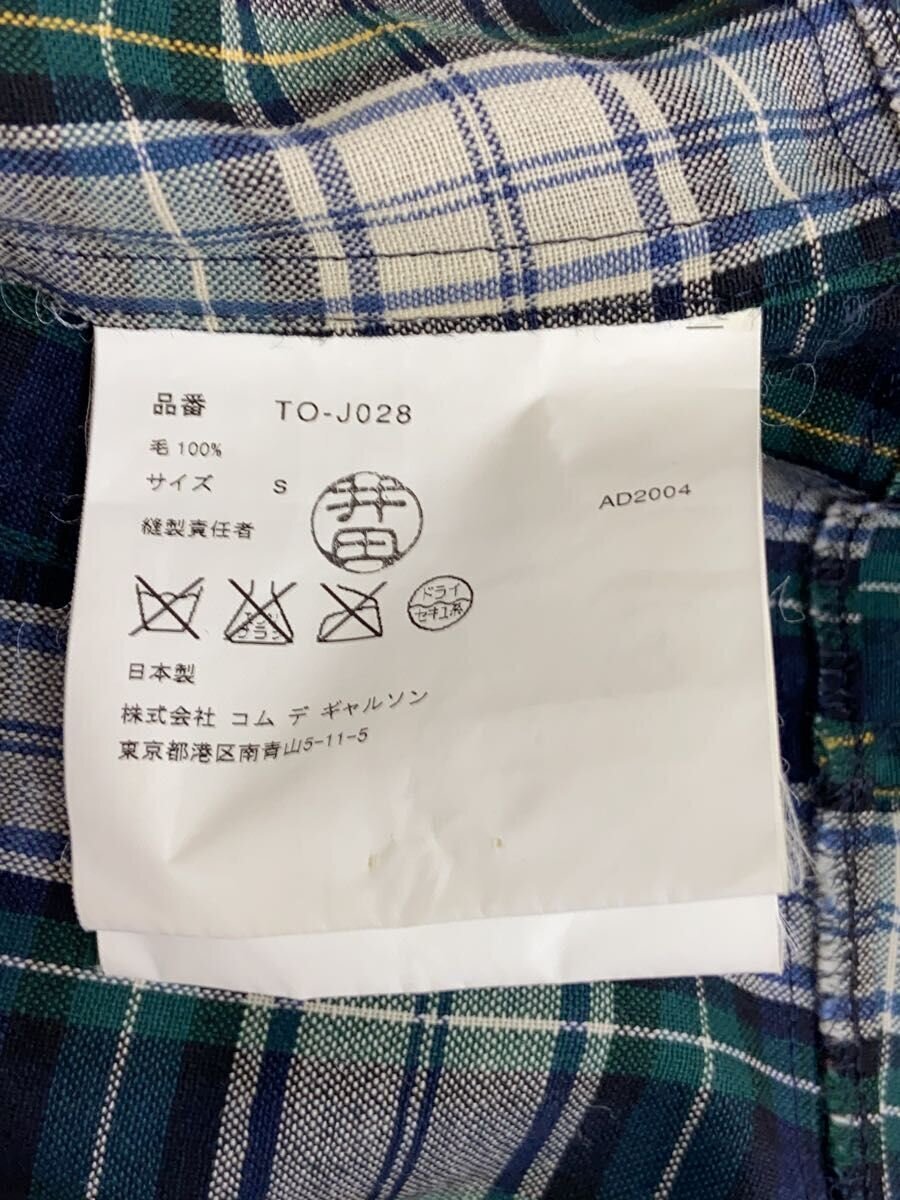 品番 TO-J028
毛 100%
サイズ S
AD2004
縫製責任者
井田
ドライ
セキユ系
日本製
株式会社 コム デ ギャルソン
東京都港区南青山5-11-5